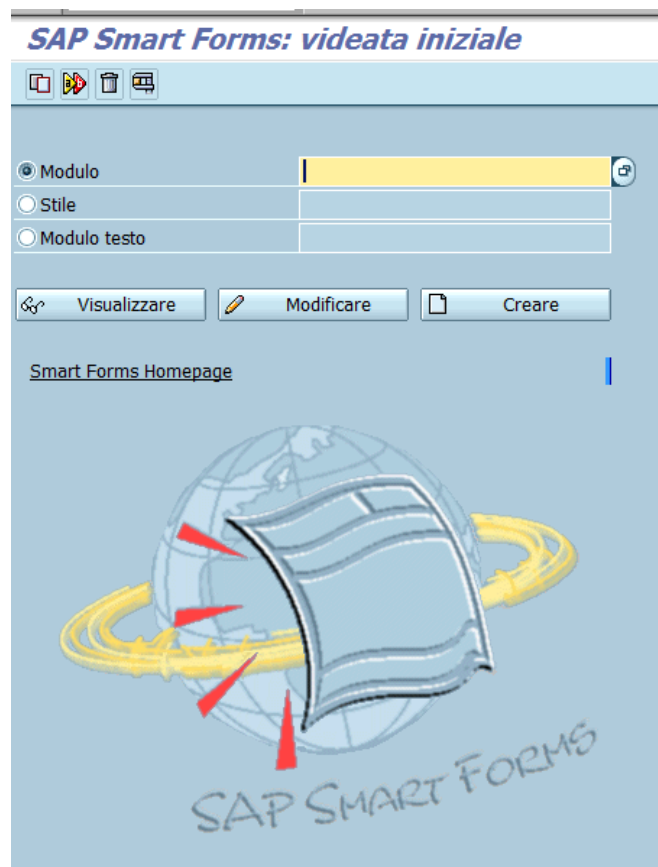 SAP Smart Forms: videata iniziale
Modulo
Stile
Modulo testo
Visualizzare Modificare Creare
Smart Forms Homepage
SAP SMART FORMS